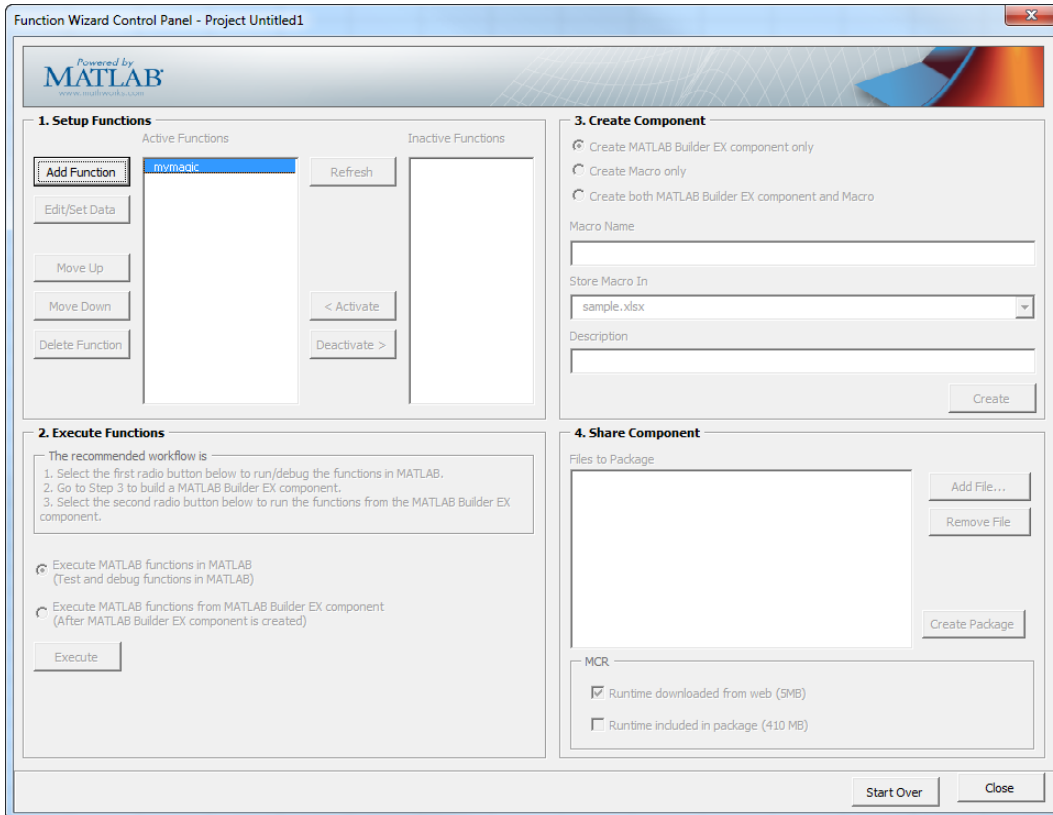 Function Wizard Control Panel - Project Untitled1
Powered by
MATLAB
www.mathworks.com
1. Setup Functions
Active Functions
Inactive Functions
Add Function
mymagic
Refresh
Edit/Set Data
Move Up
Move Down
< Activate
Delete Function
Deactivate >
2. Execute Functions
The recommended workflow is
1. Select the first radio button below to run/debug the functions in MATLAB.
2. Go to Step 3 to build a MATLAB Builder EX component.
3. Select the second radio button below to run the functions from the MATLAB Builder EX
component.
Execute MATLAB functions in MATLAB
(Test and debug functions in MATLAB)
Execute MATLAB functions from MATLAB Builder EX component
(After MATLAB Builder EX component is created)
Execute
3. Create Component
Create MATLAB Builder EX component only
Create Macro only
Create both MATLAB Builder EX component and Macro
Macro Name
Store Macro In
sample.xlsx
Description
Create
4. Share Component
Files to Package
Add File...
Remove File
Create Package
MCR
Runtime downloaded from web (5MB)
Runtime included in package (410 MB)
Start Over
Close